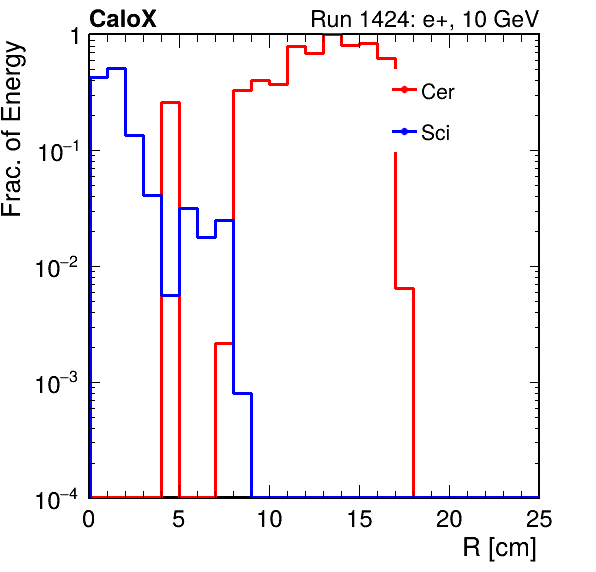 CaloX Run 1424: e+, 10 GeV
Frac. of Energy
1
10⁻¹
10⁻²
10⁻³
10⁻⁴
Cer
Sci
0 5 10 15 20 25
R [cm]